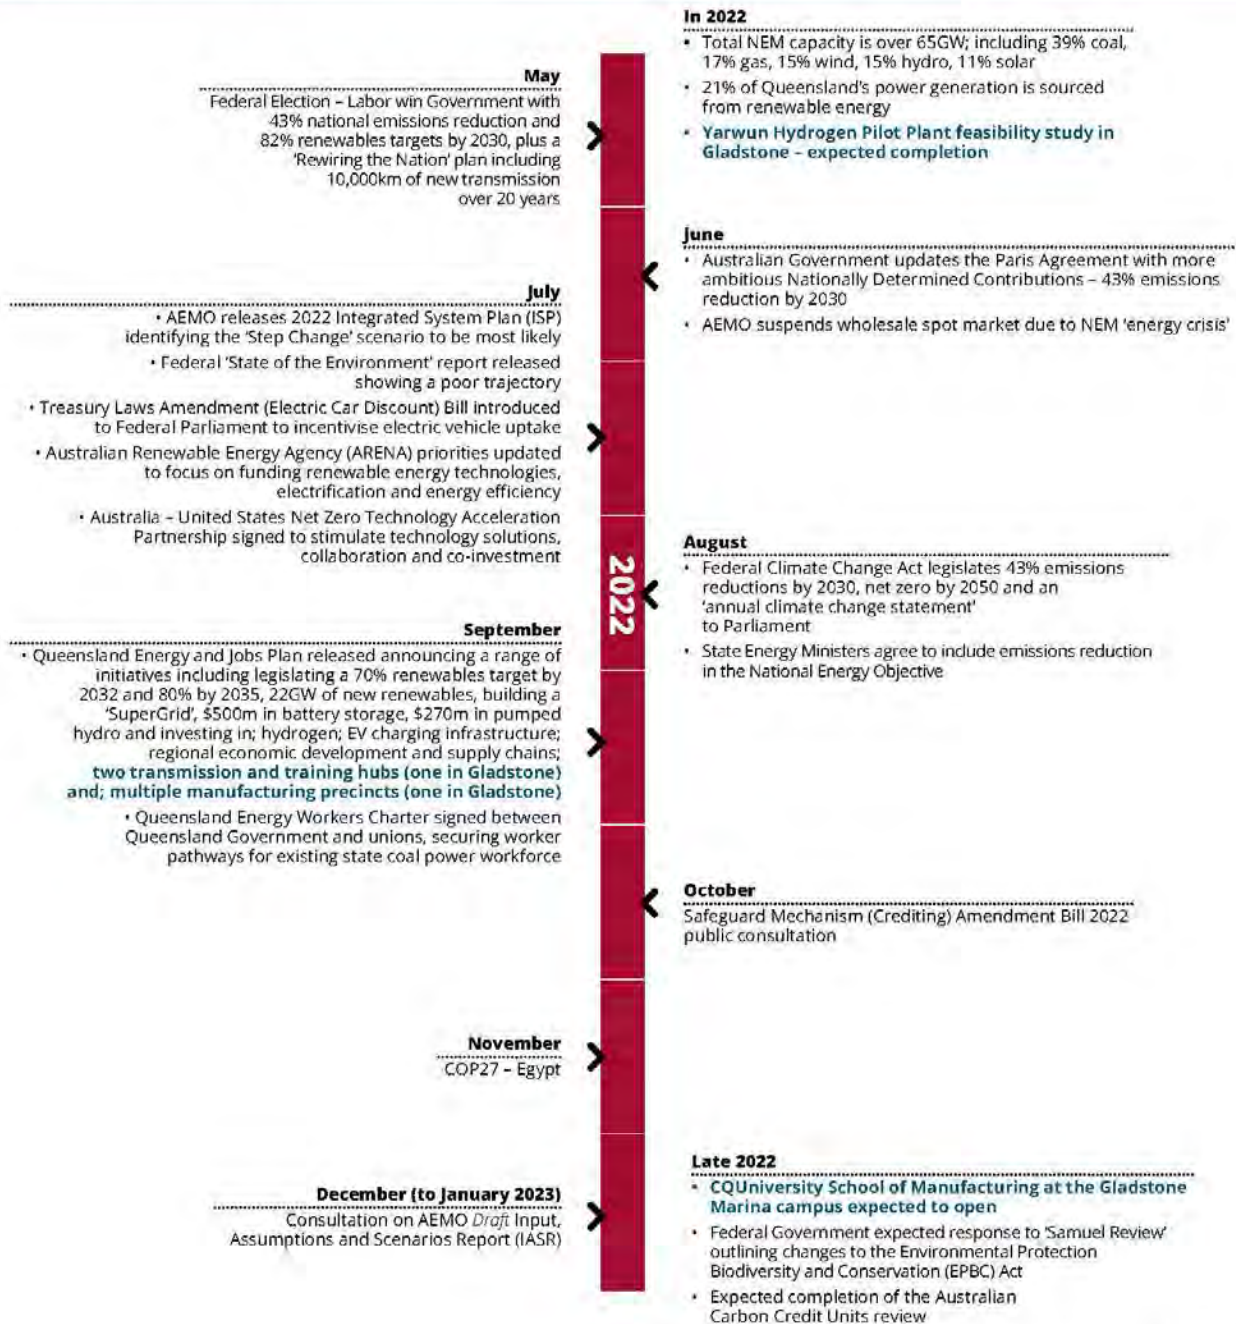 In 2022
• Total NEM capacity is over 65GW; including 39% coal,
17% gas, 15% wind, 15% hydro, 11% solar
• 21% of Queensland's power generation is sourced
from renewable energy
• Yarwun Hydrogen Pilot Plant feasibility study in
Gladstone – expected completion
May
Federal Election – Labor win Government with
43% national emissions reduction and
82% renewables targets by 2030, plus a
'Rewiring the Nation' plan including
10,000km of new transmission
over 20 years
June
• Australian Government updates the Paris Agreement with more
ambitious Nationally Determined Contributions – 43% emissions
reduction by 2030
• AEMO suspends wholesale spot market due to NEM 'energy crisis'
July
• AEMO releases 2022 Integrated System Plan (ISP)
identifying the 'Step Change' scenario to be most likely
• Federal 'State of the Environment' report released
showing a poor trajectory
• Treasury Laws Amendment (Electric Car Discount) Bill introduced
to Federal Parliament to incentivise electric vehicle uptake
• Australian Renewable Energy Agency (ARENA) priorities updated
to focus on funding renewable energy technologies,
electrification and energy efficiency
• Australia – United States Net Zero Technology Acceleration
Partnership signed to stimulate technology solutions,
collaboration and co-investment
2022
August
• Federal Climate Change Act legislates 43% emissions
reductions by 2030, net zero by 2050 and an
'annual climate change statement'
to Parliament
• State Energy Ministers agree to include emissions reduction
in the National Energy Objective
September
• Queensland Energy and Jobs Plan released announcing a range of
initiatives including legislating a 70% renewables target by
2032 and 80% by 2035, 22GW of new renewables, building a
'SuperGrid', $500m in battery storage, $270m in pumped
hydro and investing in; hydrogen; EV charging infrastructure;
regional economic development and supply chains;
two transmission and training hubs (one in Gladstone)
and; multiple manufacturing precincts (one in Gladstone)
• Queensland Energy Workers Charter signed between
Queensland Government and unions, securing worker
pathways for existing state coal power workforce
October
Safeguard Mechanism (Crediting) Amendment Bill 2022
public consultation
November
COP27 – Egypt
December (to January 2023)
Consultation on AEMO Draft Input,
Assumptions and Scenarios Report (IASR)
Late 2022
• CQUniversity School of Manufacturing at the Gladstone
Marina campus expected to open
• Federal Government expected response to 'Samuel Review'
outlining changes to the Environmental Protection
Biodiversity and Conservation (EPBC) Act
• Expected completion of the Australian
Carbon Credit Units review